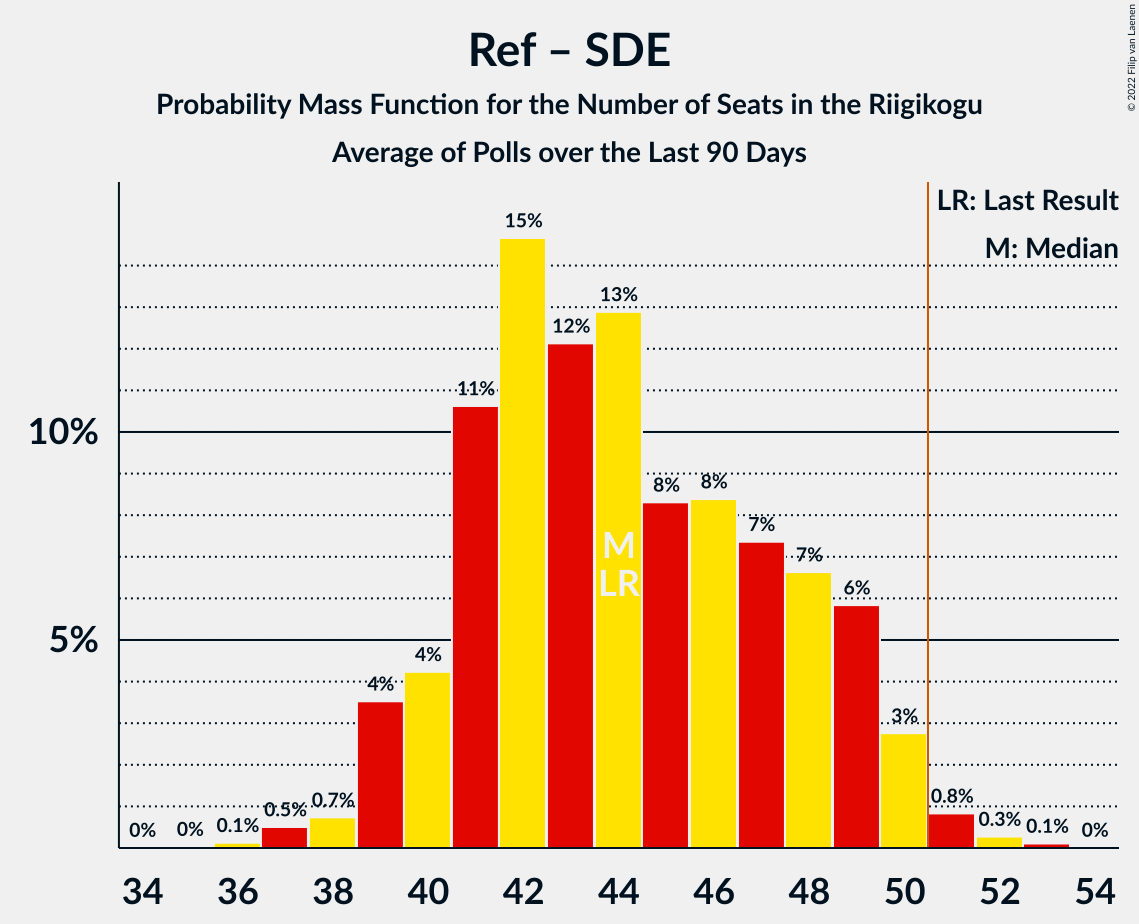 Ref – SDE
Probability Mass Function for the Number of Seats in the Riigikogu
Average of Polls over the Last 90 Days
© 2022 Filip van Laenen
LR: Last Result
M: Median
15%
13%
12%
11%
10%
8%
8%
7%
7%
M
LR
6%
5%
4%
4%
3%
0.8%
0.7%
0.5%
0.3%
0.1%
0.1%
0%
0%
0%
34 36 38 40 42 44 46 48 50 52 54